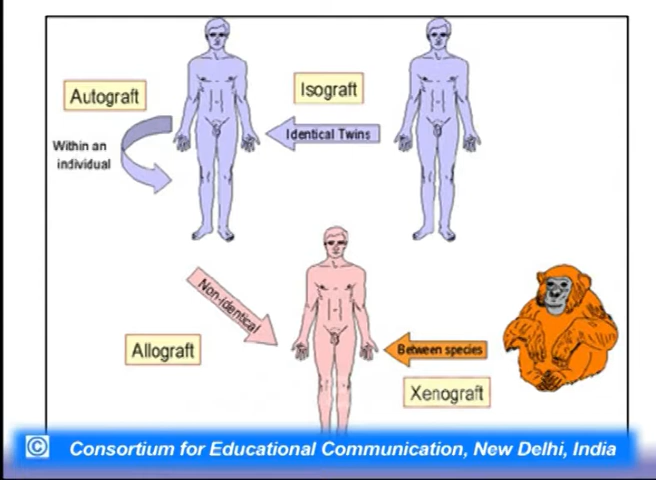 Autograft
Isograft
Within an
individual
Identical Twins
Non-identical
Allograft
Between species
Xenograft
© Consortium for Educational Communication, New Delhi, India